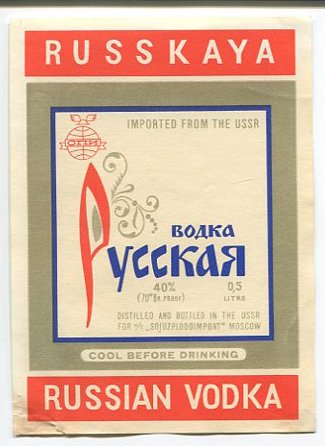 RUSSKAYA
IMPORTED FROM THE USSR
ВОДКА
Русская
40% 0,5
(70° BR. PROOF) LITRE
DISTILLED AND BOTTLED IN THE USSR
FOR V/O "SOJUZPLODOIMPORT" MOSCOW
COOL BEFORE DRINKING
RUSSIAN VODKA